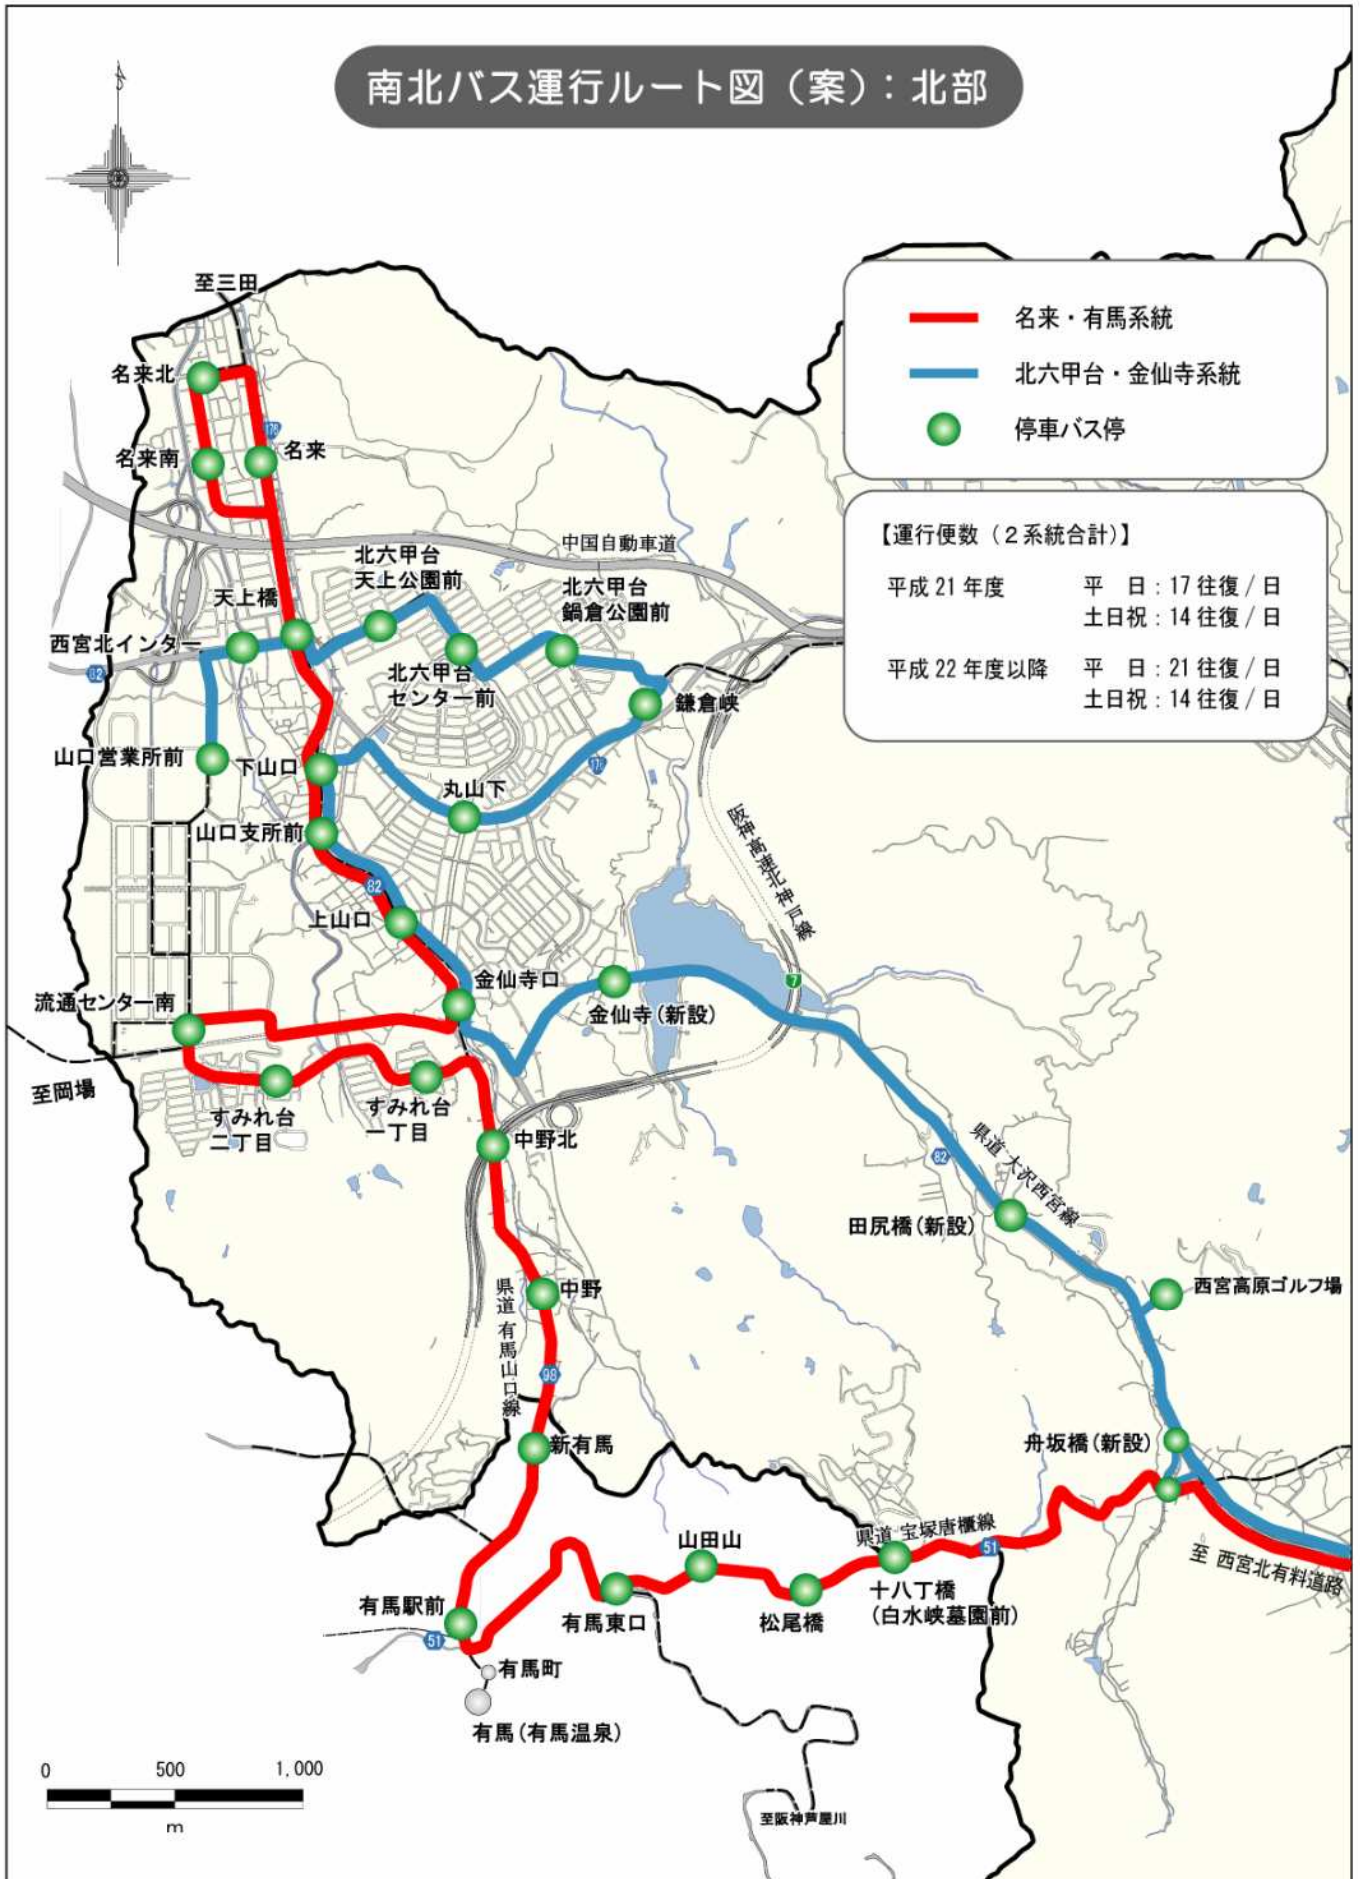 南北バス運行ルート図（案）：北部
至三田
名来・有馬系統
北六甲台・金仙寺系統
停車バス停
名来北
176
名来南
名来
【運行便数（２系統合計）】
平成 21 年度　平　日：17 往復 / 日
土日祝：14 往復 / 日
平成 22 年度以降　平　日：21 往復 / 日
土日祝：14 往復 / 日
中国自動車道
北六甲台
天上公園前
北六甲台
鍋倉公園前
天上橋
西宮北インター
82
北六甲台
センター前
鎌倉峡
山口営業所前
下山口
176
丸山下
山口支所前
阪神高速北神戸線
82
上山口
金仙寺口
7
流通センター南
金仙寺(新設)
至岡場
すみれ台
二丁目
すみれ台
一丁目
中野北
県道 大沢西宮線
82
田尻橋(新設)
西宮高原ゴルフ場
中野
県道 有馬山口線
98
新有馬
舟坂橋(新設)
県道 宝塚唐櫃線
51
至 西宮北有料道路
山田山
有馬駅前
51
有馬東口
松尾橋
十八丁橋
(白水峡墓園前)
有馬町
有馬(有馬温泉)
0 500 1,000
m
至阪神芦屋川